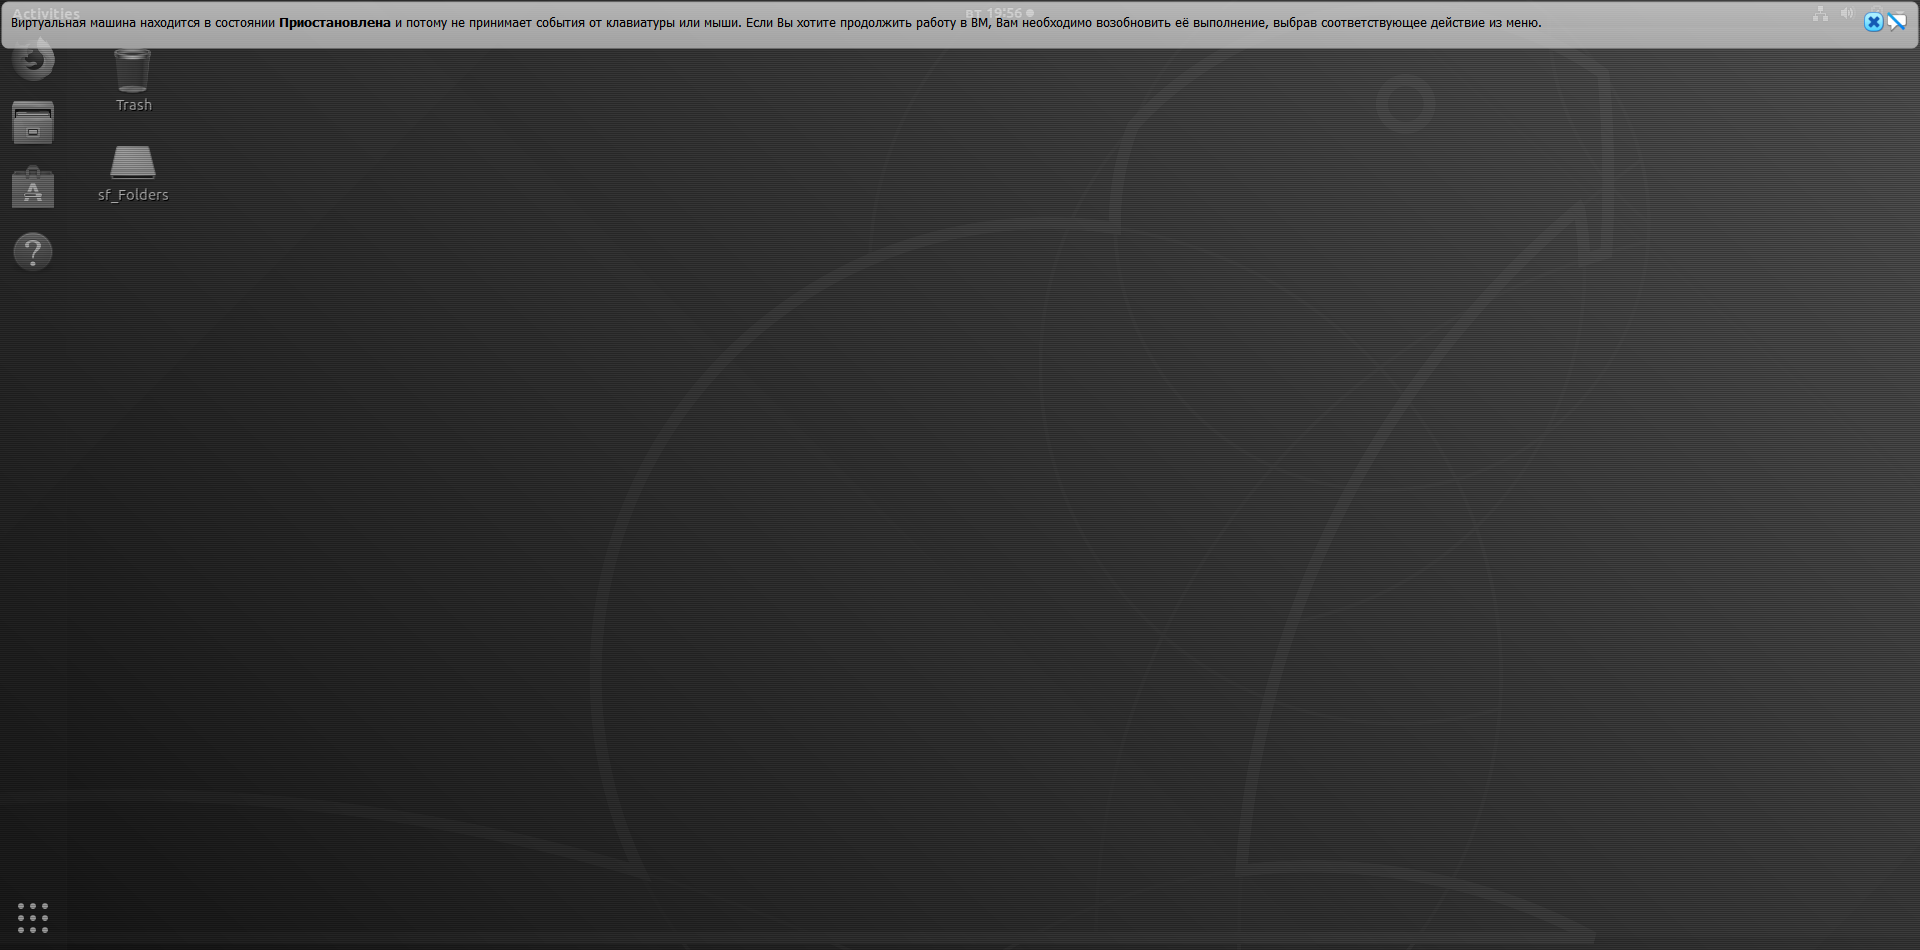 Activities
вт 19:56
Виртуальная машина находится в состоянии Приостановлена и потому не принимает события от клавиатуры или мыши. Если Вы хотите продолжить работу в ВМ, Вам необходимо возобновить её выполнение, выбрав соответствующее действие из меню.
Trash
sf_Folders